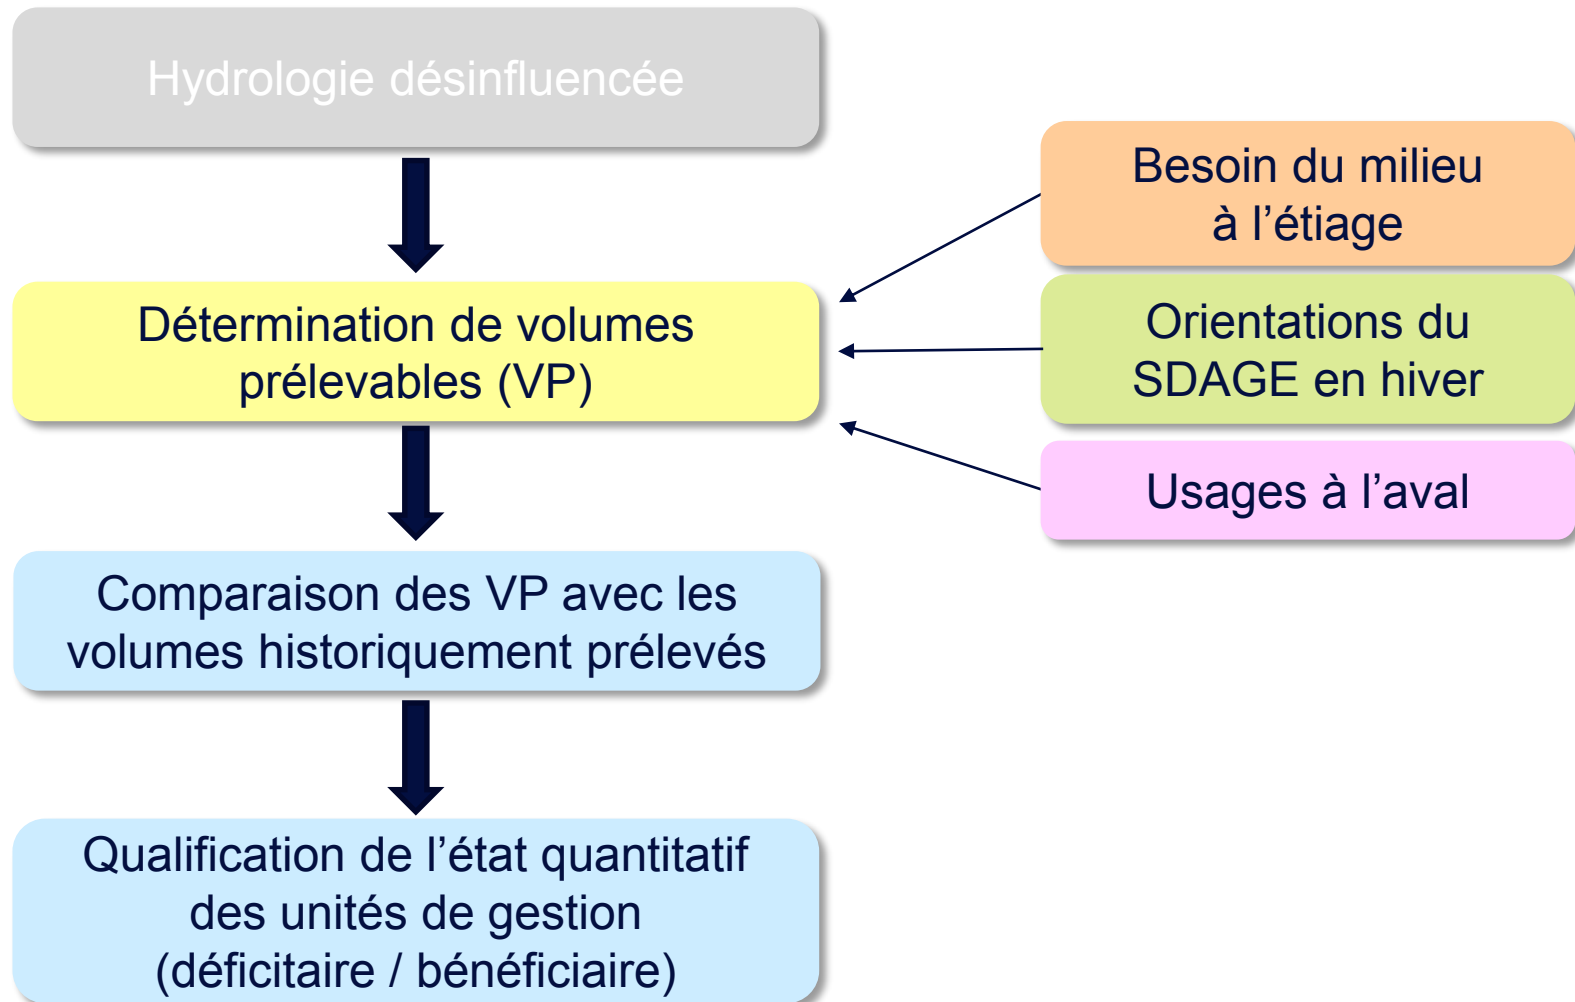 Hydrologie désinfluencée
Besoin du milieu
à l’étiage
Détermination de volumes
prélevables (VP)
Orientations du
SDAGE en hiver
Usages à l’aval
Comparaison des VP avec les
volumes historiquement prélevés
Qualification de l’état quantitatif
des unités de gestion
(déficitaire / bénéficiaire)